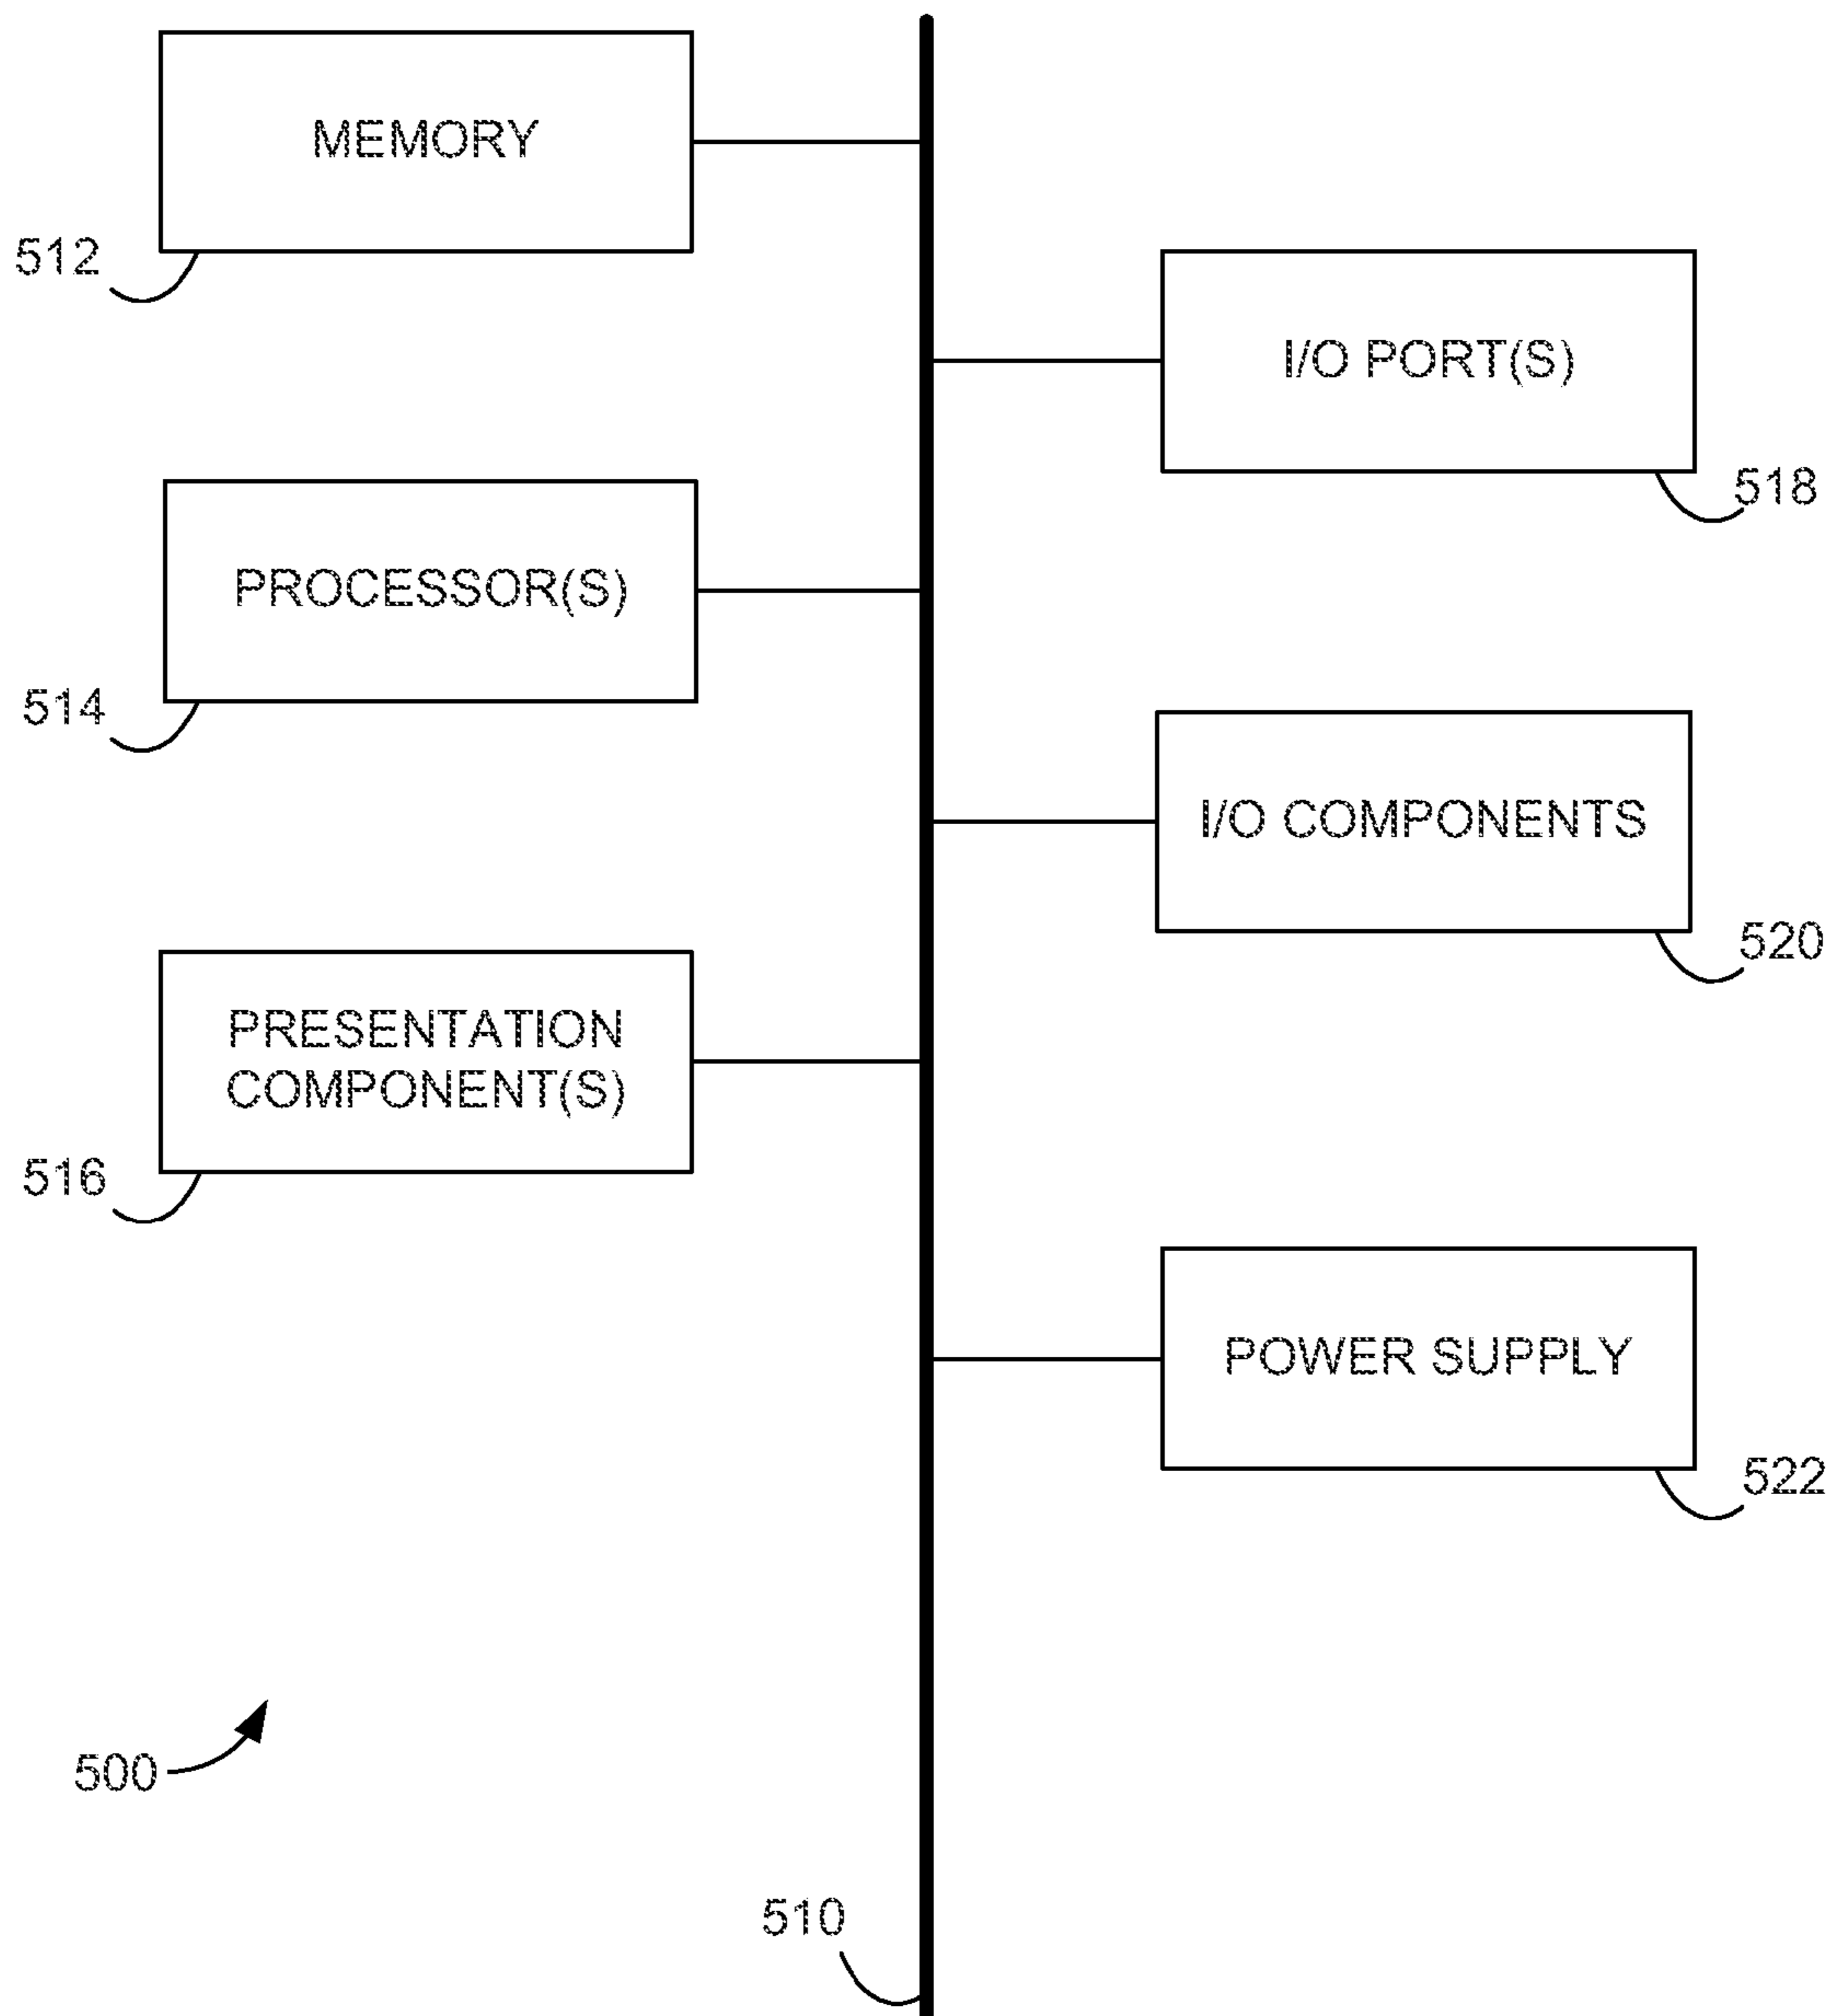 MEMORY
512
I/O PORT(S)
518
PROCESSOR(S)
514
I/O COMPONENTS
520
PRESENTATION
COMPONENT(S)
516
POWER SUPPLY
522
500
510